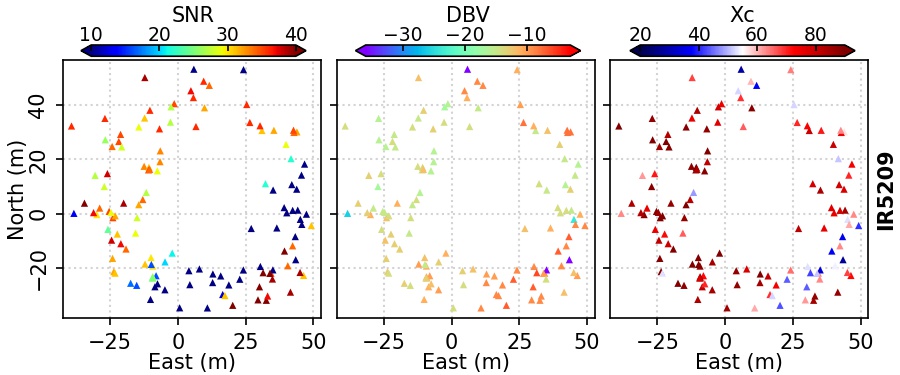 SNR DBV Xc
10 20 30 40 −30 −20 −10 20 40 60 80
40
20
0
−20
North (m)
IR5209
−25 0 25 50 −25 0 25 50 −25 0 25 50
East (m) East (m) East (m)